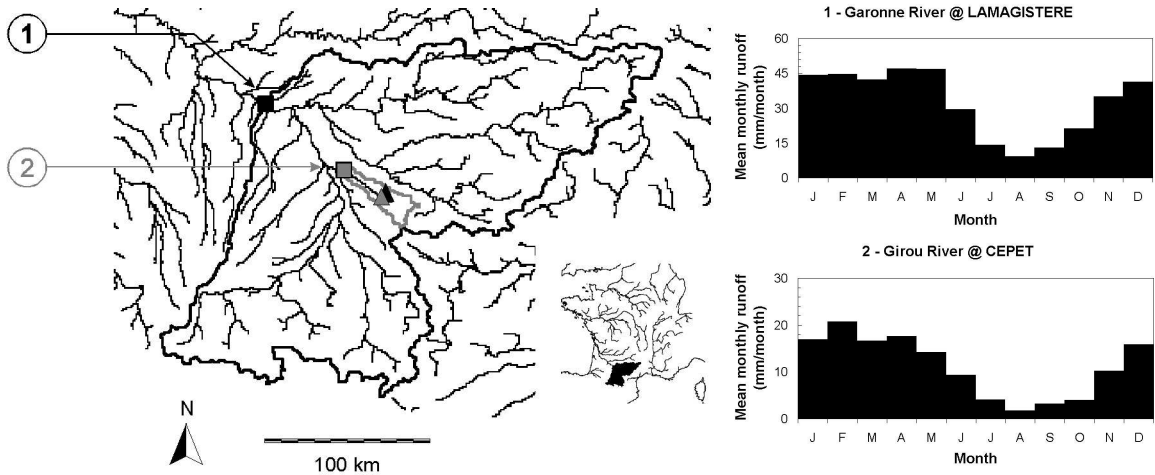 1
2
N
100 km
1 - Garonne River @ LAMAGISTERE
Mean monthly runoff
(mm/month)
60
45
30
15
0
J F M A M J J A S O N D
Month
2 - Girou River @ CEPET
Mean monthly runoff
(mm/month)
30
20
10
0
J F M A M J J A S O N D
Month